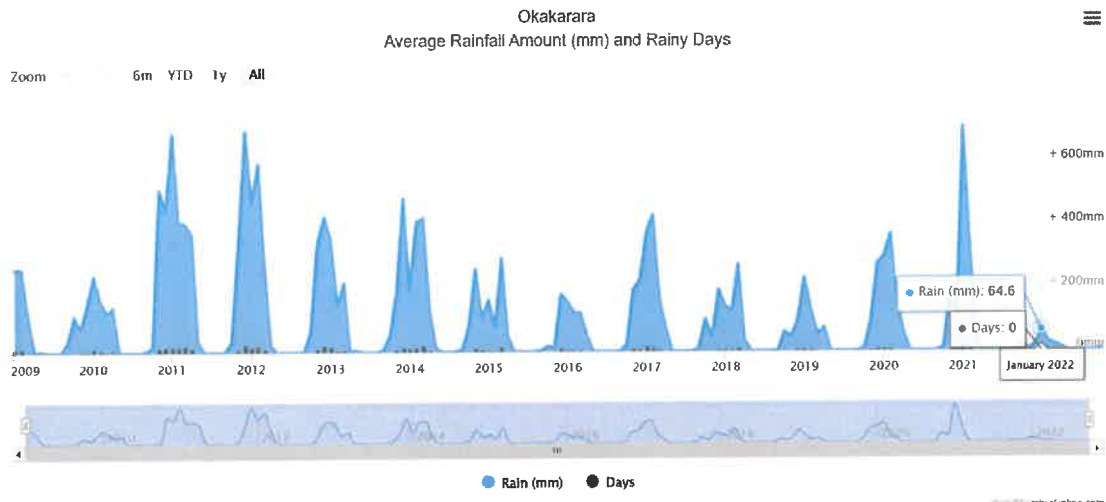 Okakarara
Average Rainfall Amount (mm) and Rainy Days
Zoom 6m YTD 1y All
+ 600mm
+ 400mm
+ 200mm
Rain (mm): 64.6
Days: 0
0mm
2009 2010 2011 2012 2013 2014 2015 2016 2017 2018 2019 2020 2021 January 2022
2022
Rain (mm) Days